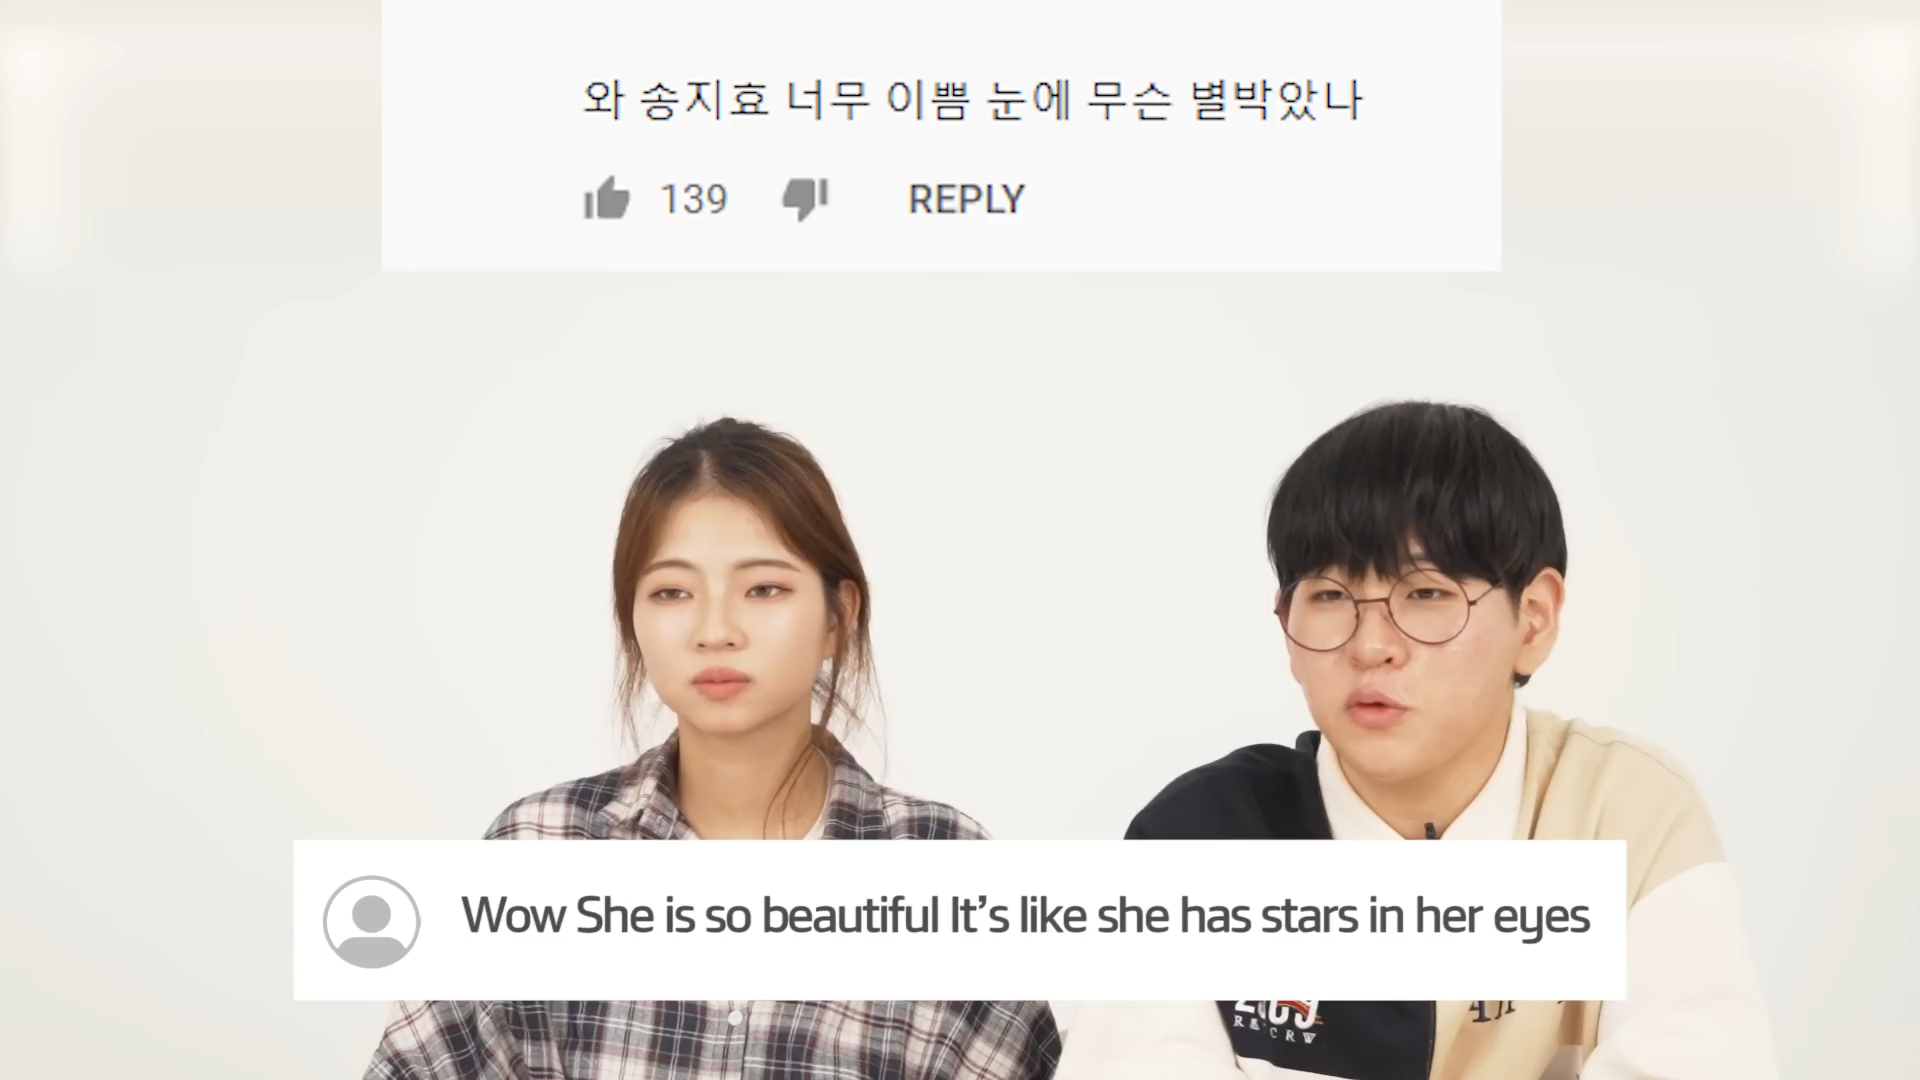 와 송지효 너무 이쁨 눈에 무슨 별박았나
139 REPLY
Wow She is so beautiful It's like she has stars in her eyes